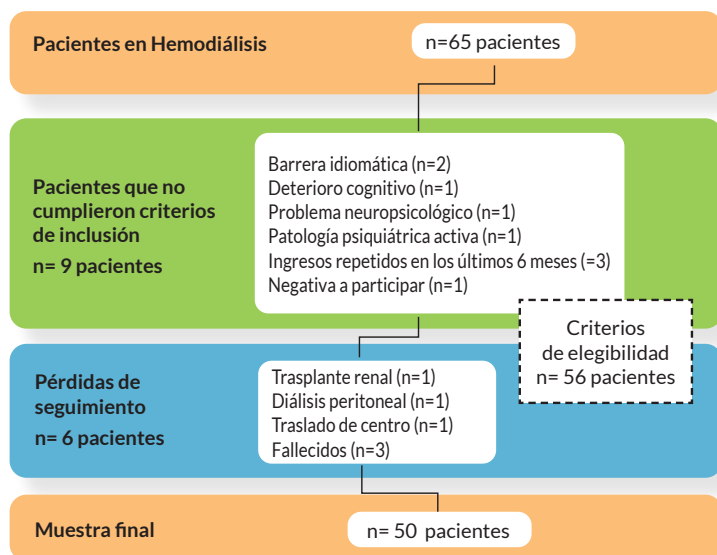 Pacientes en Hemodiálisis
n=65 pacientes
Pacientes que no
cumplieron criterios
de inclusión
n= 9 pacientes
Barrera idiomática (n=2)
Deterioro cognitivo (n=1)
Problema neuropsicológico (n=1)
Patología psiquiátrica activa (n=1)
Ingresos repetidos en los últimos 6 meses (=3)
Negativa a participar (n=1)
Criterios
de elegibilidad
n= 56 pacientes
Pérdidas de
seguimiento
n= 6 pacientes
Trasplante renal (n=1)
Diálisis peritoneal (n=1)
Traslado de centro (n=1)
Fallecidos (n=3)
Muestra final
n= 50 pacientes